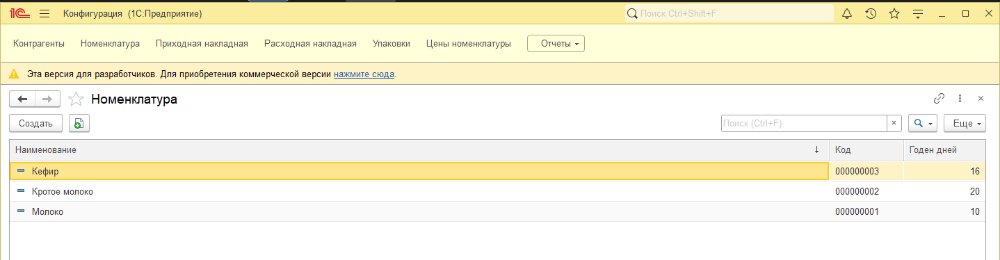 1С Конфигурация (1С:Предприятие) Поиск Ctrl+Shift+F
Контрагенты Номенклатура Приходная накладная Расходная накладная Упаковки Цены номенклатуры Отчеты
Эта версия для разработчиков. Для приобретения коммерческой версии нажмите сюда.
Номенклатура
Создать Поиск (Ctrl+F) × Еще
Наименование ↓ Код Годен дней
Кефир 000000003 16
Кротое молоко 000000002 20
Молоко 000000001 10